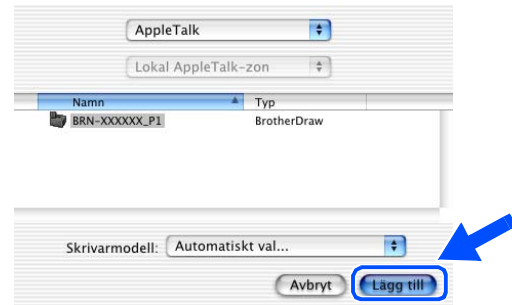 AppleTalk
Lokal AppleTalk-zon
Namn Typ
BRN-XXXXXX_P1 BrotherDraw
Skrivarmodell: Automatiskt val...
Avbryt Lägg till